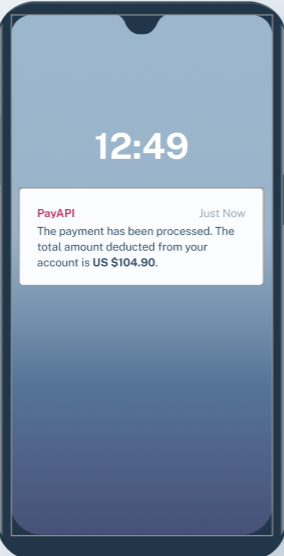 12:49
PayAPI Just Now
The payment has been processed. The
total amount deducted from your
account is US $104.90.